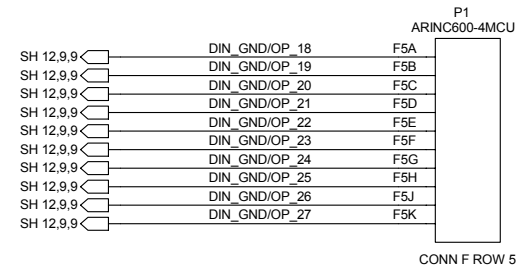 P1
ARINC600-4MCU
SH 12,9,9 DIN_GND/OP_18 F5A
SH 12,9,9 DIN_GND/OP_19 F5B
SH 12,9,9 DIN_GND/OP_20 F5C
SH 12,9,9 DIN_GND/OP_21 F5D
SH 12,9,9 DIN_GND/OP_22 F5E
SH 12,9,9 DIN_GND/OP_23 F5F
SH 12,9,9 DIN_GND/OP_24 F5G
SH 12,9,9 DIN_GND/OP_25 F5H
SH 12,9,9 DIN_GND/OP_26 F5J
SH 12,9,9 DIN_GND/OP_27 F5K
CONN F ROW 5